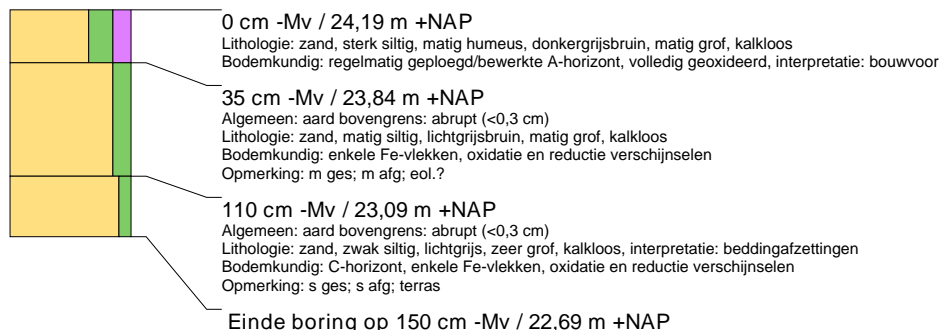 0 cm -Mv / 24,19 m +NAP
Lithologie: zand, sterk siltig, matig humeus, donkergrijsbruin, matig grof, kalkloos
Bodemkundig: regelmatig geploegd/bewerkte A-horizont, volledig geoxideerd, interpretatie: bouwvoor
35 cm -Mv / 23,84 m +NAP
Algemeen: aard bovengrens: abrupt (<0,3 cm)
Lithologie: zand, matig siltig, lichtgrijsbruin, matig grof, kalkloos
Bodemkundig: enkele Fe-vlekken, oxidatie en reductie verschijnselen
Opmerking: m ges; m afg; eol.?
110 cm -Mv / 23,09 m +NAP
Algemeen: aard bovengrens: abrupt (<0,3 cm)
Lithologie: zand, zwak siltig, lichtgrijs, zeer grof, kalkloos, interpretatie: beddingafzettingen
Bodemkundig: C-horizont, enkele Fe-vlekken, oxidatie en reductie verschijnselen
Opmerking: s ges; s afg; terras
Einde boring op 150 cm -Mv / 22,69 m +NAP